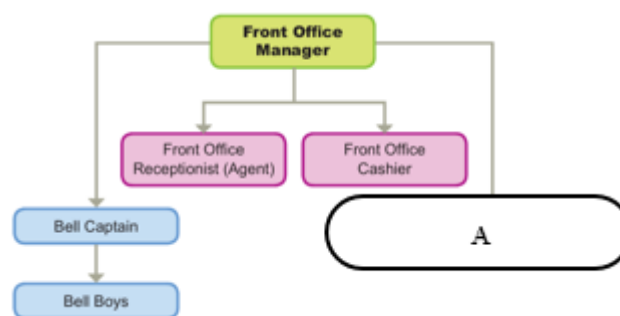 Front Office
Manager
Front Office
Receptionist (Agent)
Front Office
Cashier
Bell Captain
A
Bell Boys